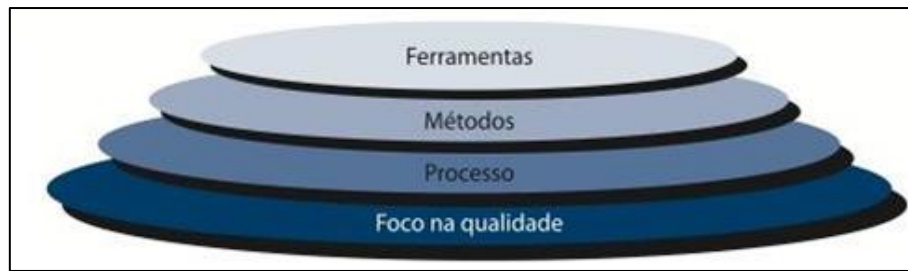 Ferramentas
Métodos
Processo
Foco na qualidade